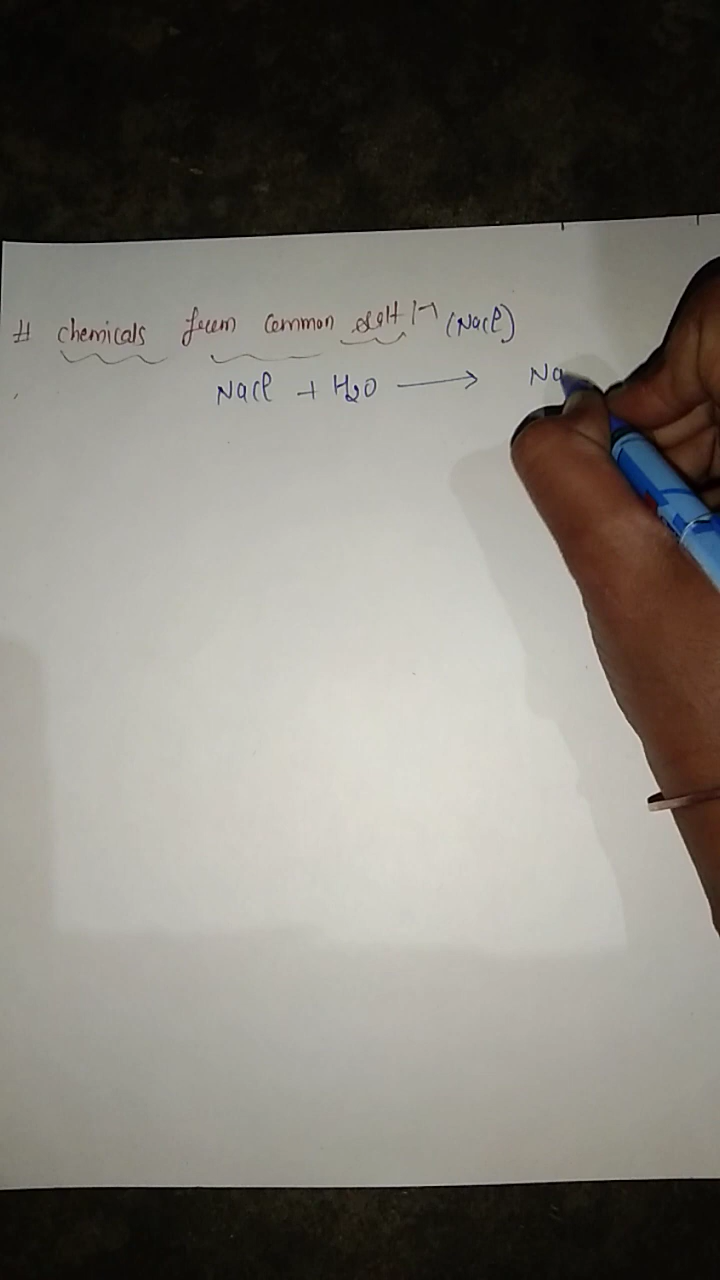 # chemicals from common salt :→ (NaCl)
NaCl + H2O ⟶ Na